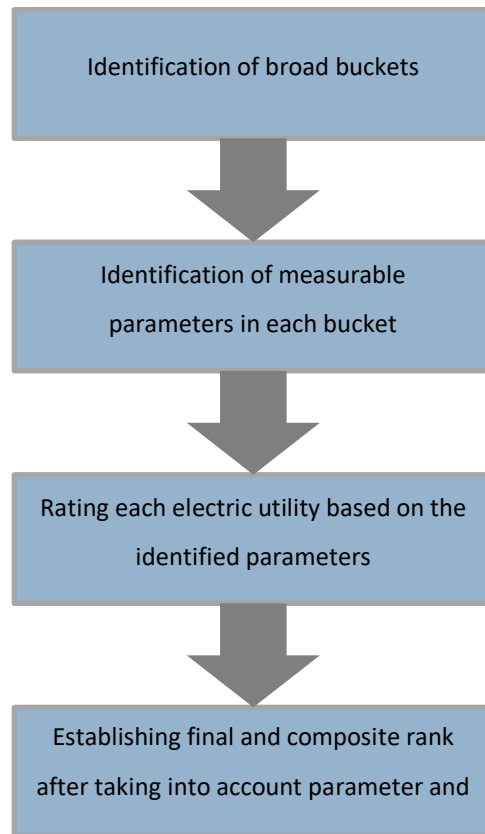 Identification of broad buckets
Identification of measurable
parameters in each bucket
Rating each electric utility based on the
identified parameters
Establishing final and composite rank
after taking into account parameter and